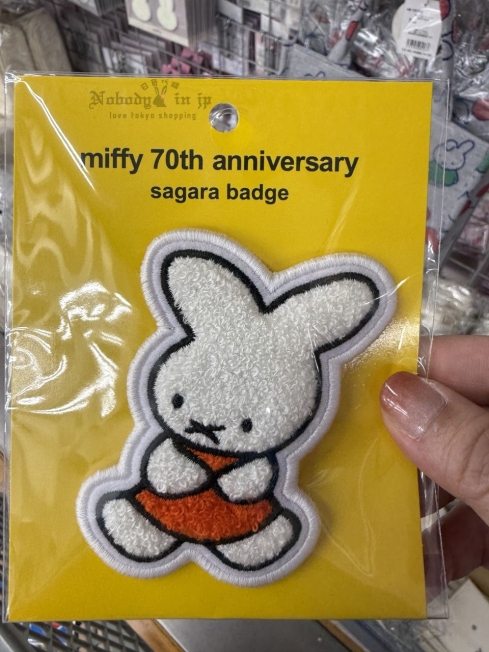 Nobody in jp
love tokyo shopping
miffy 70th anniversary
sagara badge